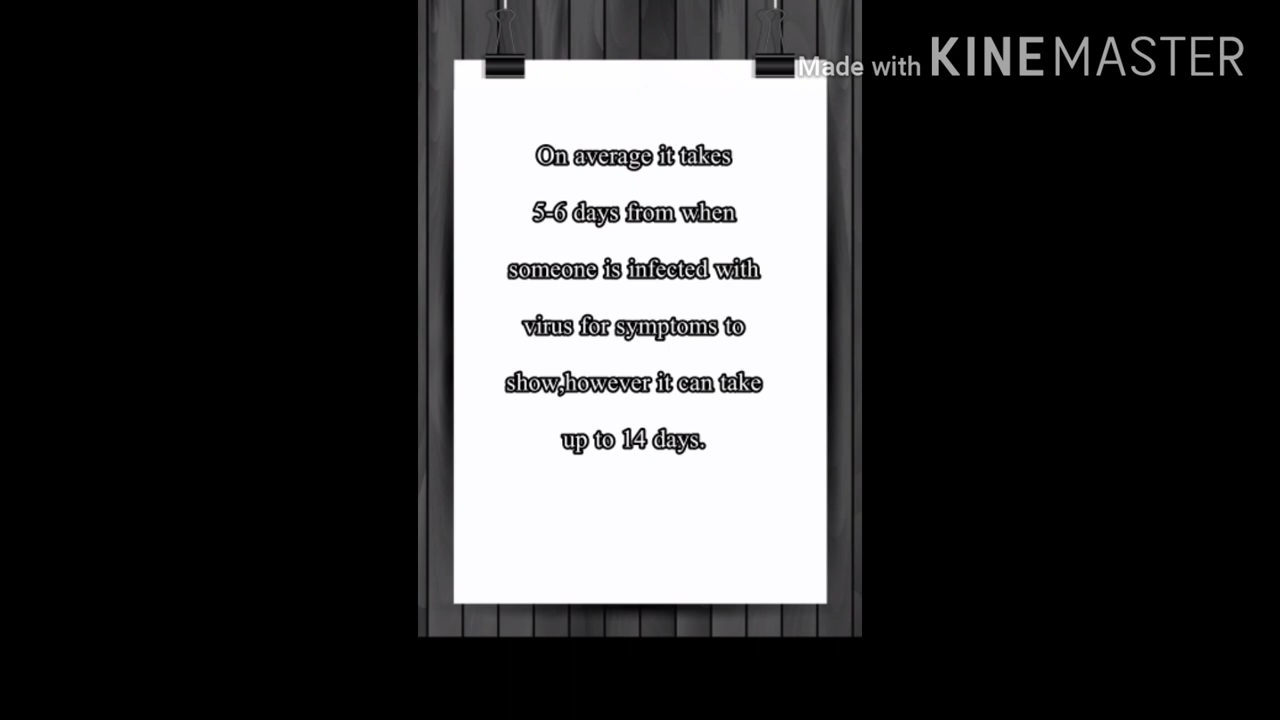 Made with KINEMASTER
On average it takes
5-6 days from when
someone is infected with
virus for symptoms to
show,however it can take
up to 14 days.